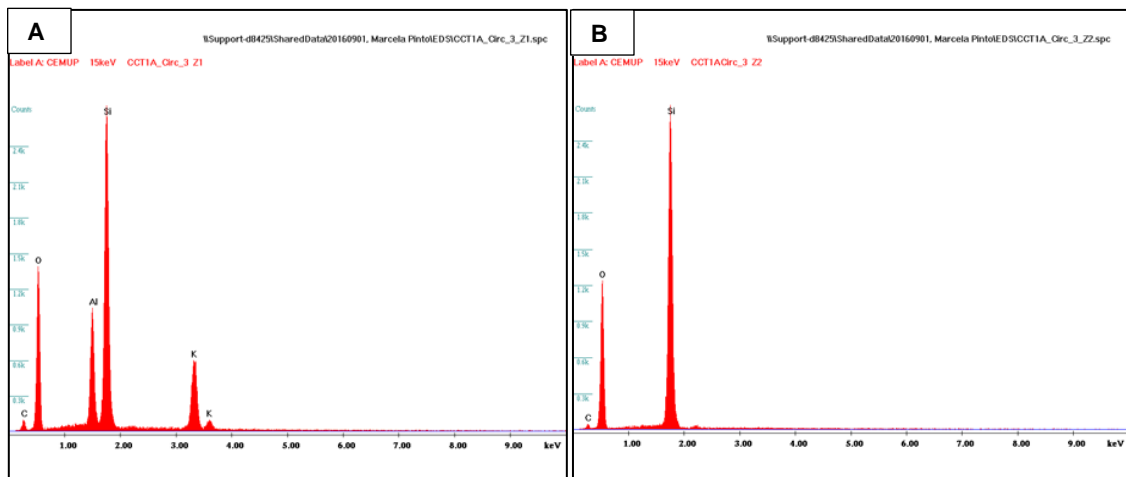 A
\\Support-d8425\SharedData\20160901, Marcela Pinto\EDS\CCT1A_Circ_3_Z1.spc
Label A: CEMUP 15keV CCT1A_Circ_3 Z1
Counts
2.4k
2.1k
1.8k
1.5k
1.2k
0.9k
0.6k
0.3k
C
O
Al
Si
K
K
1.00 2.00 3.00 4.00 5.00 6.00 7.00 8.00 9.00 keV
B
\\Support-d8425\SharedData\20160901, Marcela Pinto\EDS\CCT1A_Circ_3_Z2.spc
Label A: CEMUP 15keV CCT1ACirc_3 Z2
Counts
2.4k
2.1k
1.8k
1.5k
1.2k
0.9k
0.6k
0.3k
C
O
Si
1.00 2.00 3.00 4.00 5.00 6.00 7.00 8.00 9.00 keV